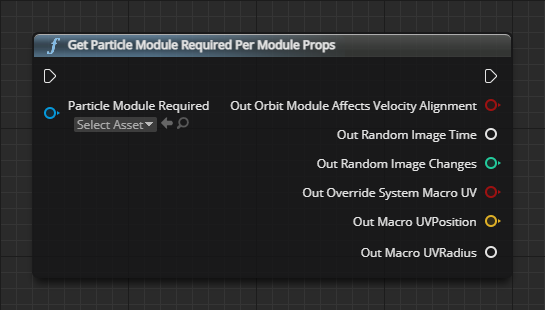 f Get Particle Module Required Per Module Props
Particle Module Required
Select Asset
Out Orbit Module Affects Velocity Alignment
Out Random Image Time
Out Random Image Changes
Out Override System Macro UV
Out Macro UVPosition
Out Macro UVRadius